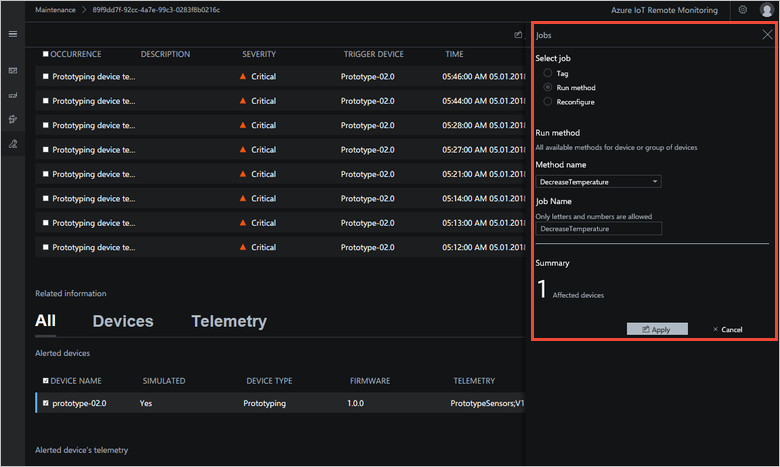 Maintenance > 89f9dd7f-92cc-4a7e-99c3-0283f8b0216c
Azure IoT Remote Monitoring
OCCURRENCE DESCRIPTION SEVERITY TRIGGER DEVICE TIME
Prototyping device te... Critical Prototype-02.0 05:46:00 AM 05.01.2018
Prototyping device te... Critical Prototype-02.0 05:44:00 AM 05.01.2018
Prototyping device te... Critical Prototype-02.0 05:28:00 AM 05.01.2018
Prototyping device te... Critical Prototype-02.0 05:27:00 AM 05.01.2018
Prototyping device te... Critical Prototype-02.0 05:21:00 AM 05.01.2018
Prototyping device te... Critical Prototype-02.0 05:14:00 AM 05.01.2018
Prototyping device te... Critical Prototype-02.0 05:13:00 AM 05.01.2018
Prototyping device te... Critical Prototype-02.0 05:12:00 AM 05.01.2018
Related information
All Devices Telemetry
Alerted devices
DEVICE NAME SIMULATED DEVICE TYPE FIRMWARE TELEMETRY
prototype-02.0 Yes Prototyping 1.0.0 PrototypeSensors;V1
Alerted device's telemetry
Jobs
Select job
Tag
Run method
Reconfigure
Run method
All available methods for device or group of devices
Method name
DecreaseTemperature
Job Name
Only letters and numbers are allowed
DecreaseTemperature
Summary
1 Affected devices
Apply × Cancel